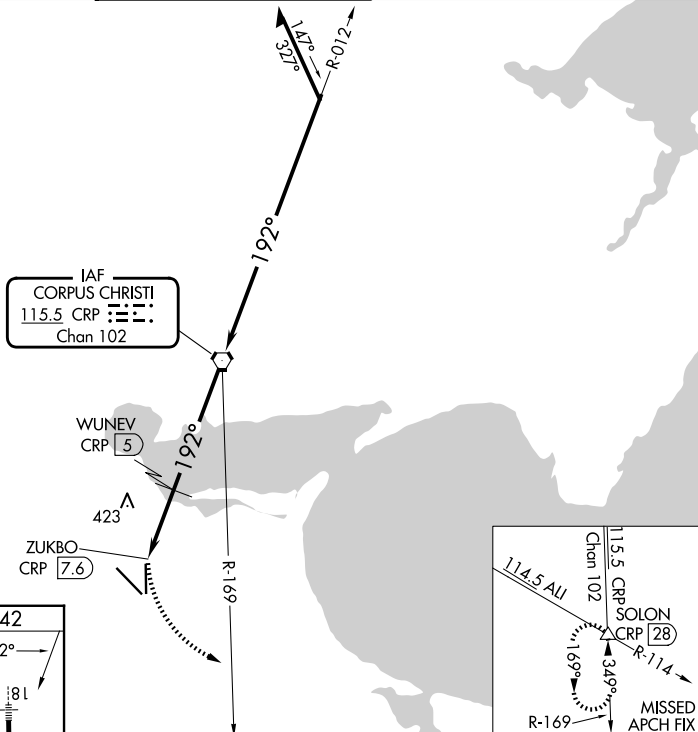 147°
327°
R-012
192°
IAF
CORPUS CHRISTI
115.5 CRP
Chan 102
WUNEV
CRP 5
192°
423
ZUKBO
CRP 7.6
R-169
42
2°
18
114.5 ALI
115.5 CRP
Chan 102
SOLON
CRP 28
R-114
169°
349°
R-169
MISSED
APCH FIX